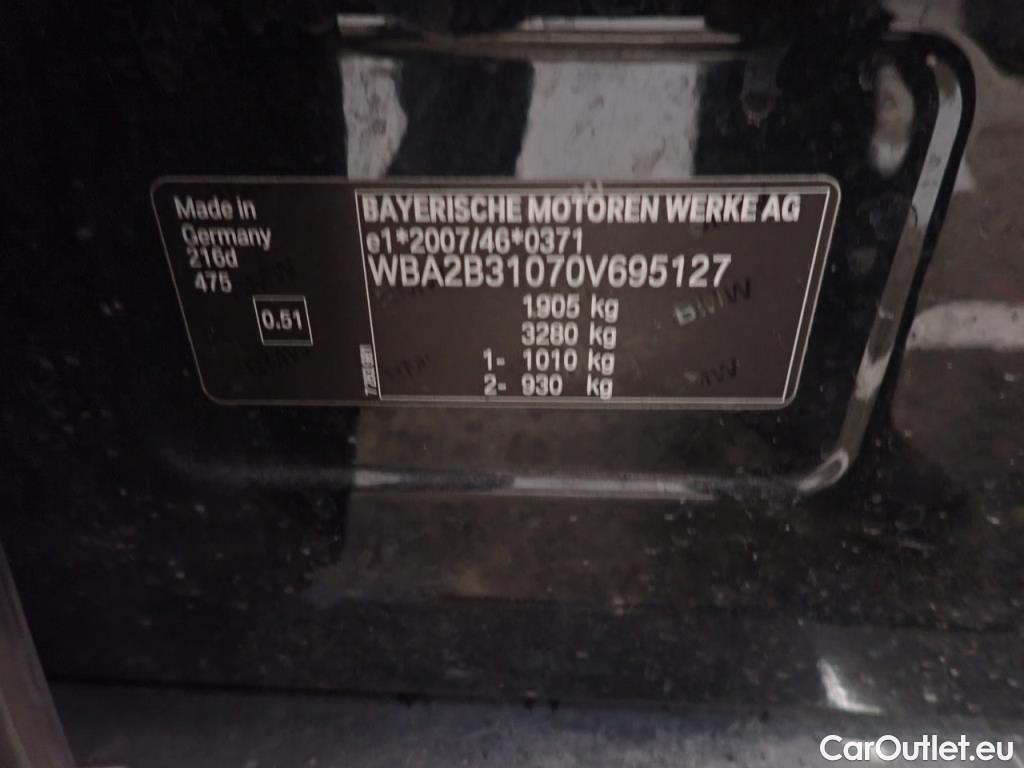 Made in
Germany
216d
475
0.51
BAYERISCHE MOTOREN WERKE AG
e1*2007/46*0371
WBA2B31070V695127
1905 kg
3280 kg
1- 1010 kg
2- 930 kg
BMW
CarOutlet.eu